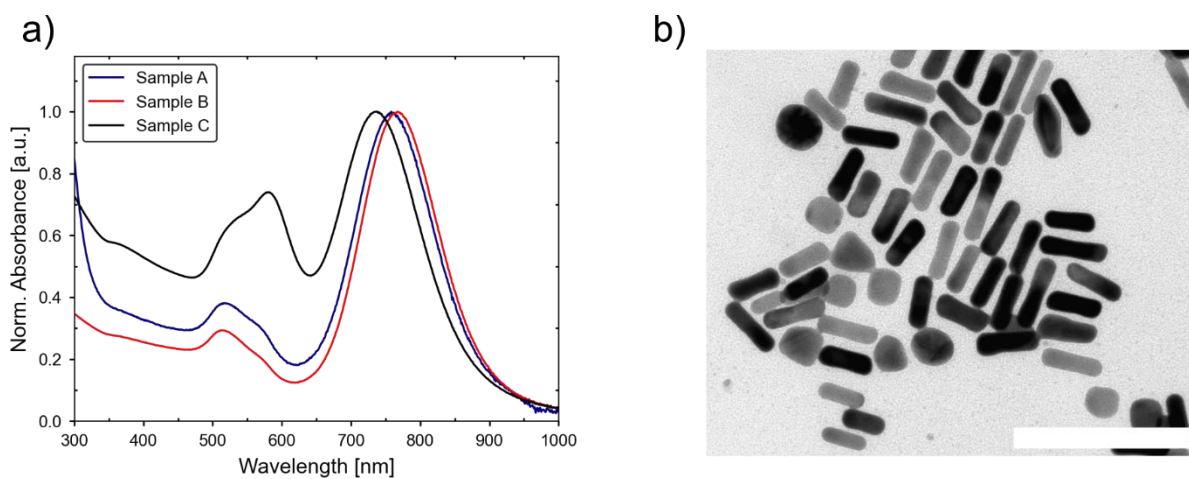 a)
b)
Sample A
Sample B
Sample C
1.0
0.8
0.6
0.4
0.2
0.0
Norm. Absorbance [a.u.]
300 400 500 600 700 800 900 1000
Wavelength [nm]